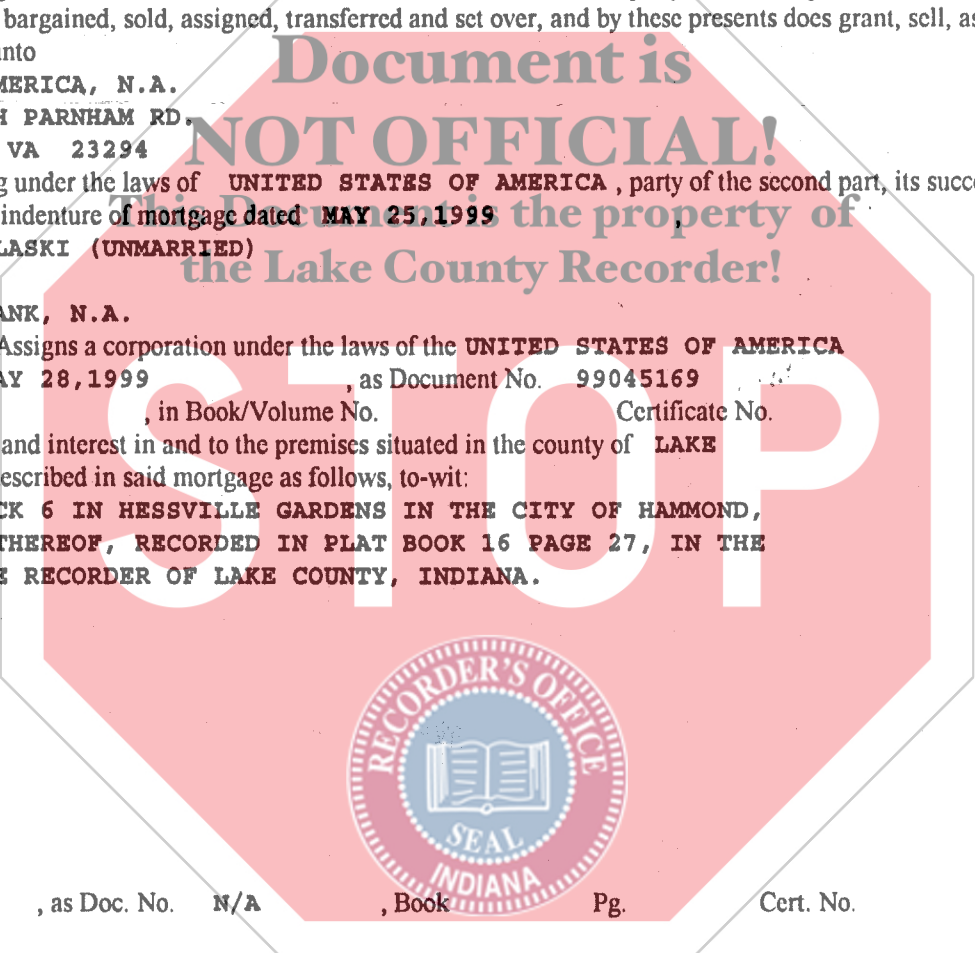 bargained, sold, assigned, transferred and set over, and by these presents does grant, sell, as
unto
MERICA, N.A.
H PARNHAM RD.
VA 23294
g under the laws of UNITED STATES OF AMERICA , party of the second part, its succe
indenture of mortgage dated MAY 25,1999 ,
LASKI (UNMARRIED)
ANK, N.A.
Assigns a corporation under the laws of the UNITED STATES OF AMERICA
AY 28,1999 , as Document No. 99045169
, in Book/Volume No. Certificate No.
and interest in and to the premises situated in the county of LAKE
escribed in said mortgage as follows, to-wit:
CK 6 IN HESSVILLE GARDENS IN THE CITY OF HAMMOND,
THEREOF, RECORDED IN PLAT BOOK 16 PAGE 27, IN THE
E RECORDER OF LAKE COUNTY, INDIANA.
, as Doc. No. N/A , Book Pg. Cert. No.
Document is
NOT OFFICIAL!
This Document is the property of
the Lake County Recorder!
STOP
RECORDER'S OFFICE
SEAL
INDIANA